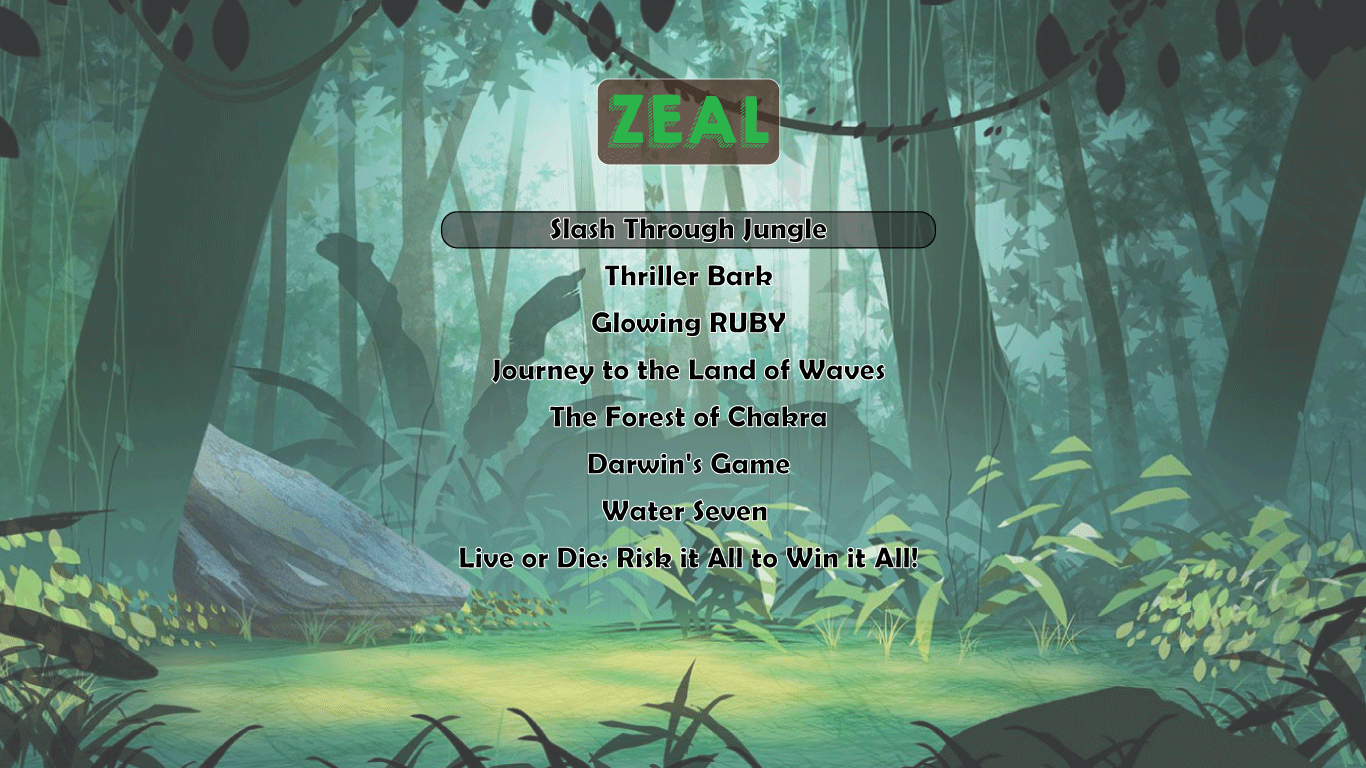 ZEAL
Slash Through Jungle
Thriller Bark
Glowing RUBY
Journey to the Land of Waves
The Forest of Chakra
Darwin's Game
Water Seven
Live or Die: Risk it All to Win it All!